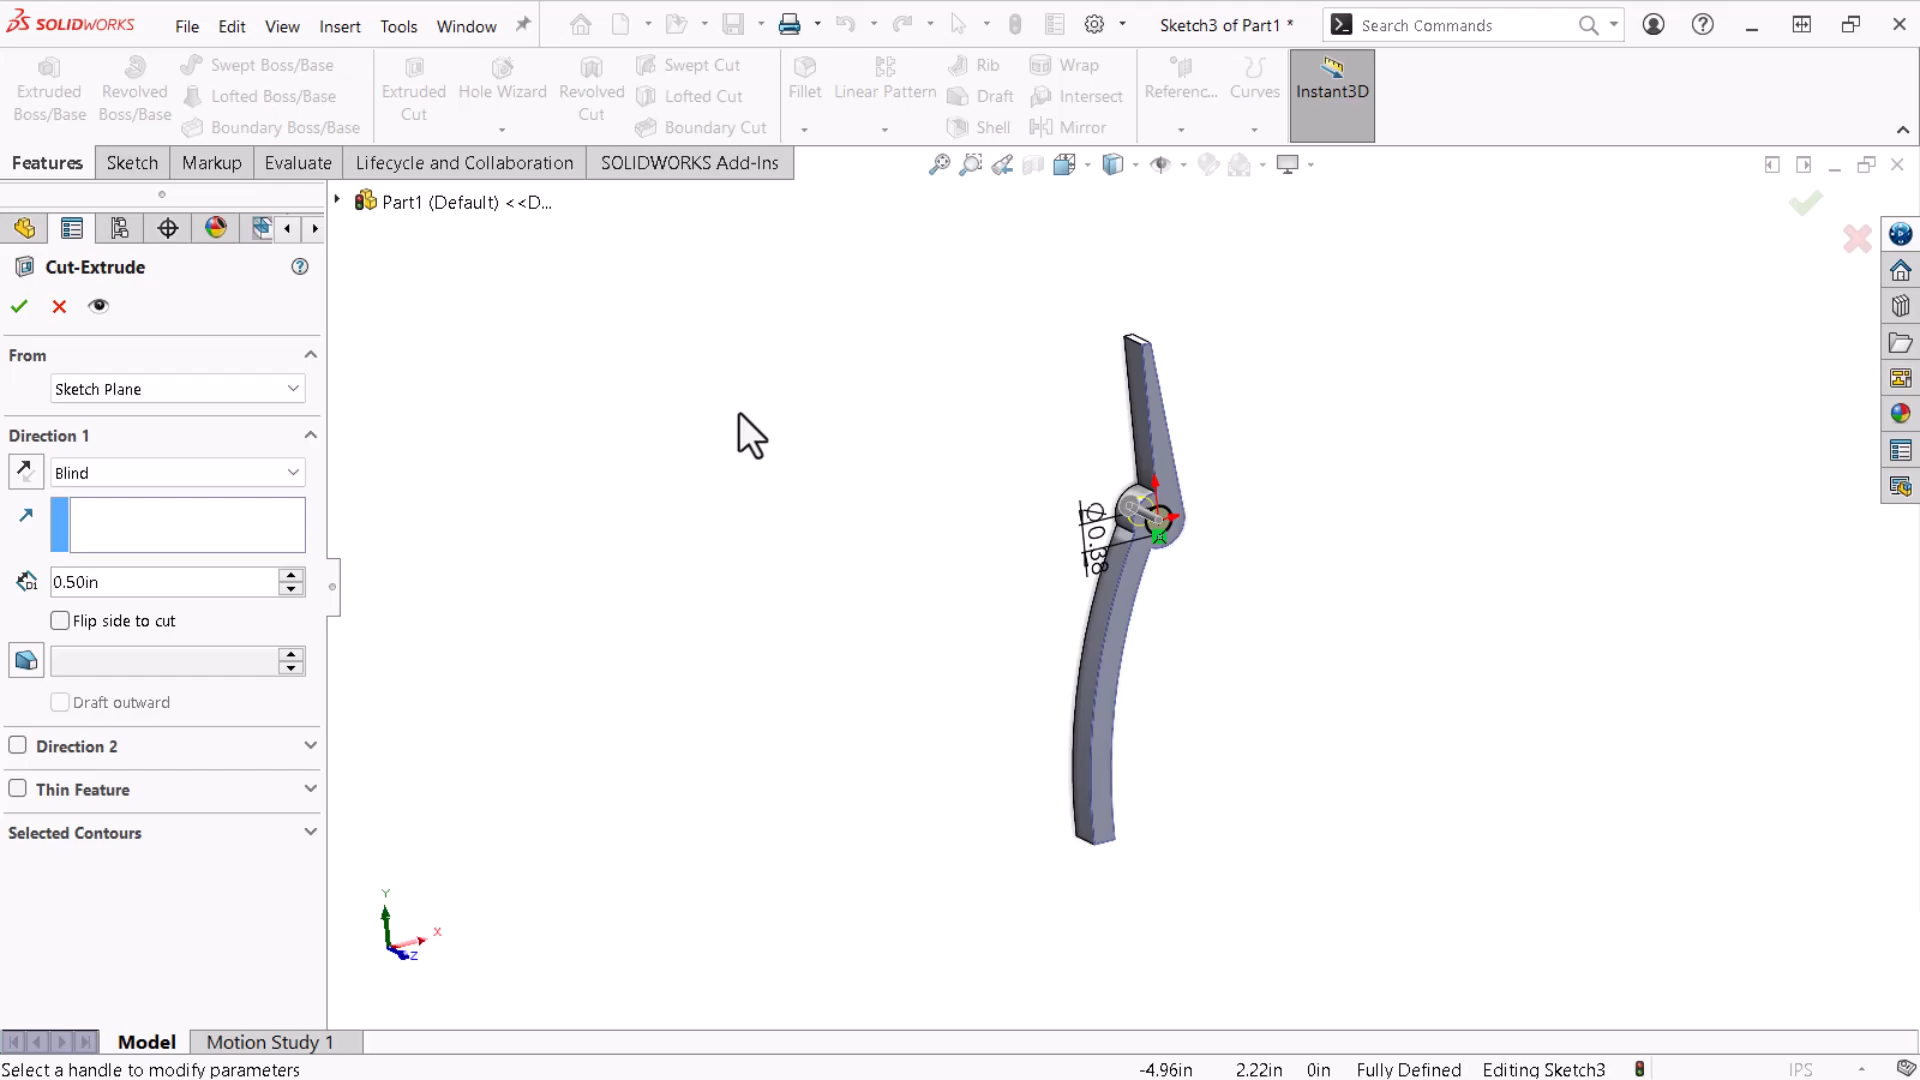 SOLIDWORKS
File Edit View Insert Tools Window
Sketch3 of Part1 *
Search Commands
Extruded Boss/Base
Revolved Boss/Base
Swept Boss/Base
Lofted Boss/Base
Boundary Boss/Base
Extruded Cut
Hole Wizard
Revolved Cut
Swept Cut
Lofted Cut
Boundary Cut
Fillet
Linear Pattern
Rib
Draft
Shell
Wrap
Intersect
Mirror
Referenc...
Curves
Instant3D
Features Sketch Markup Evaluate Lifecycle and Collaboration SOLIDWORKS Add-Ins
Part1 (Default) <<D...
Cut-Extrude
From
Sketch Plane
Direction 1
Blind
D1
0.50in
Flip side to cut
Draft outward
Direction 2
Thin Feature
Selected Contours
Ø0.38
Y
X
Z
Model Motion Study 1
Select a handle to modify parameters
-4.96in 2.22in 0in Fully Defined Editing Sketch3 IPS